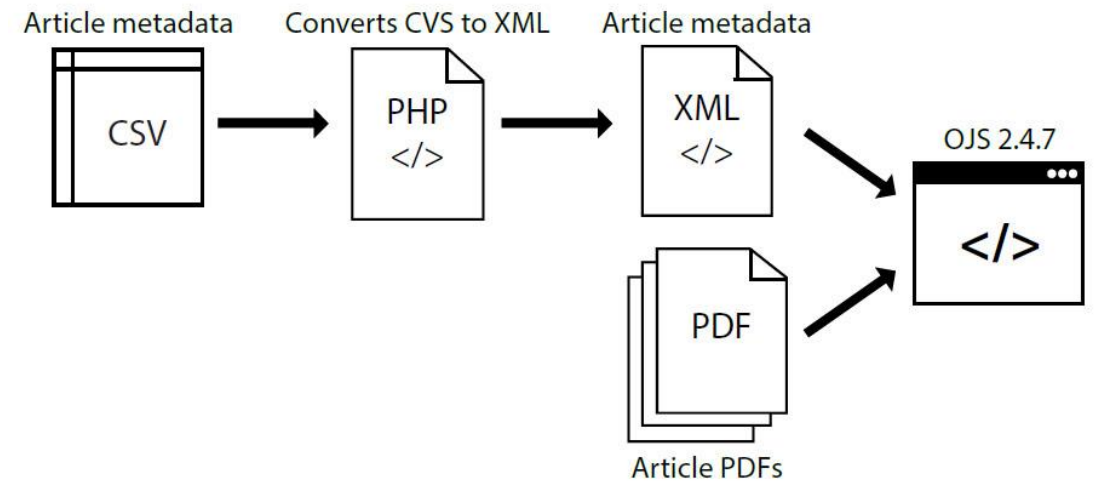 Article metadata
CSV
Converts CVS to XML
PHP
</>
Article metadata
XML
</>
OJS 2.4.7
</>
PDF
Article PDFs